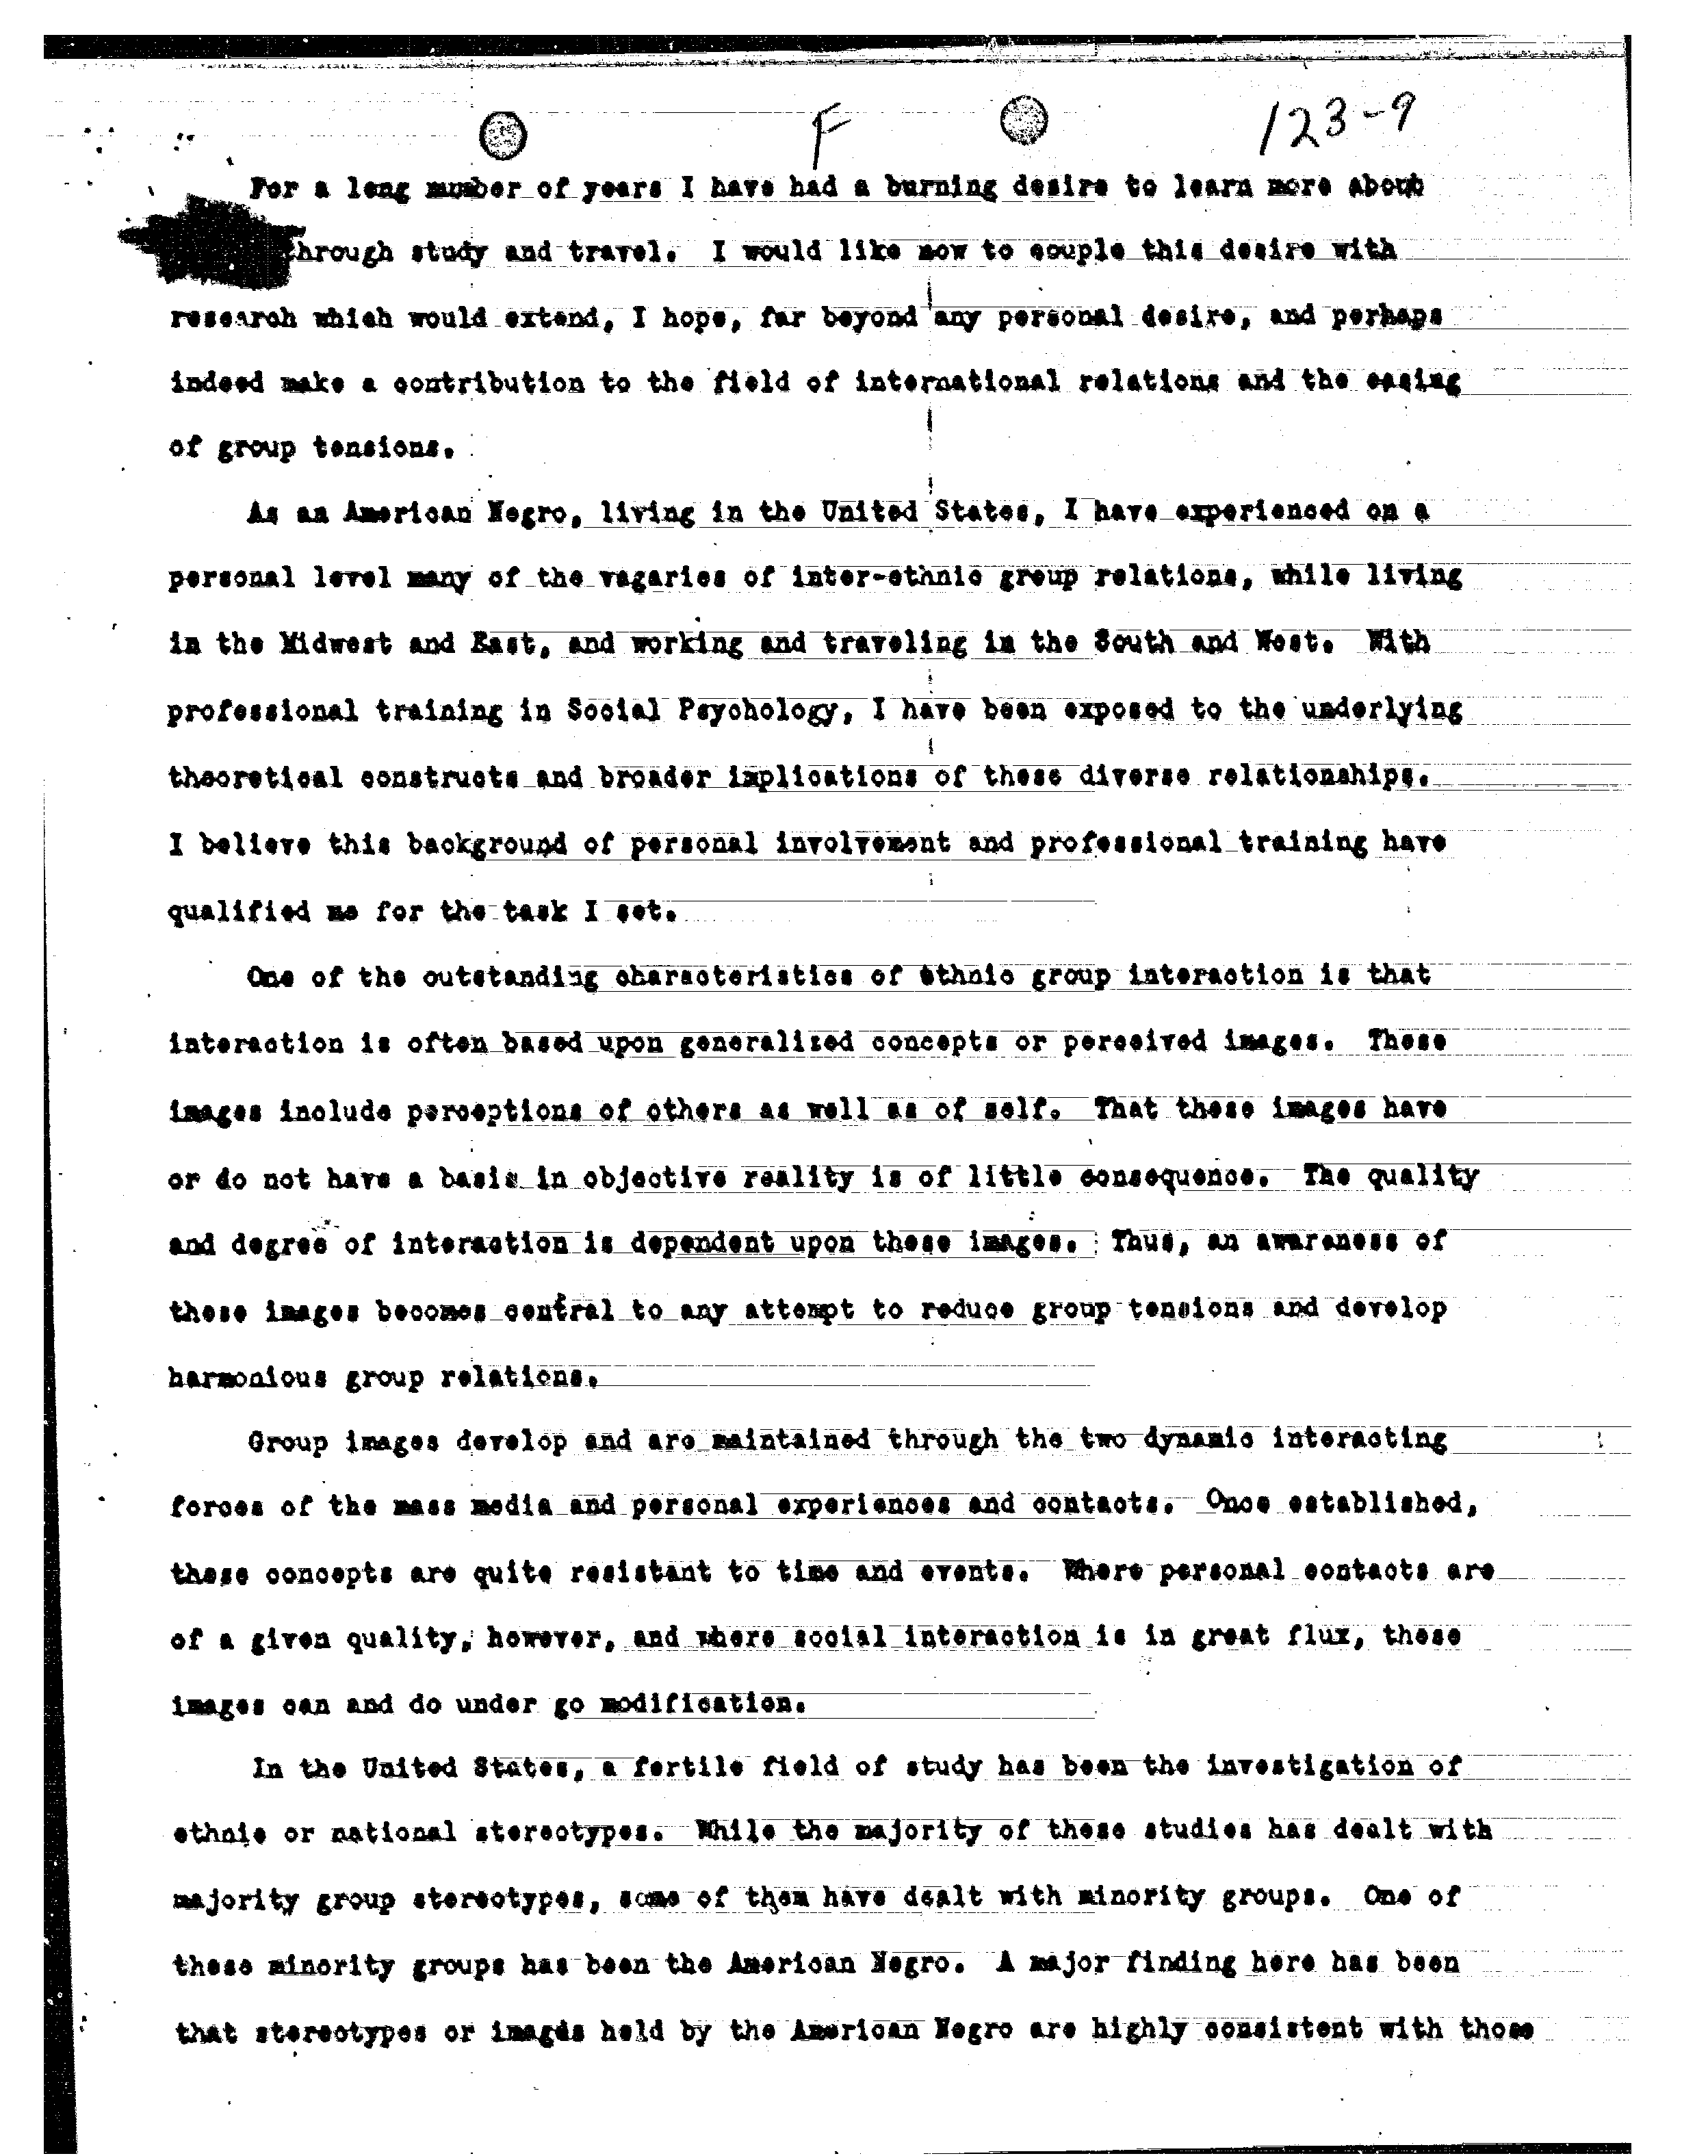 F 123-9
For a long number of years I have had a burning desire to learn more about
through study and travel. I would like now to couple this desire with
research which would extend, I hope, far beyond any personal desire, and perhaps
indeed make a contribution to the field of international relations and the easing
of group tensions.
As an American Negro, living in the United States, I have experienced on a
personal level many of the vagaries of inter-ethnic group relations, while living
in the Midwest and East, and working and traveling in the South and West. With
professional training in Social Psychology, I have been exposed to the underlying
theoretical constructs and broader implications of these diverse relationships.
I believe this background of personal involvement and professional training have
qualified me for the task I set.
One of the outstanding characteristics of ethnic group interaction is that
interaction is often based upon generalized concepts or perceived images. These
images include perceptions of others as well as of self. That these images have
or do not have a basis in objective reality is of little consequence. The quality
and degree of interaction is dependent upon these images. Thus, an awareness of
these images becomes central to any attempt to reduce group tensions and develop
harmonious group relations.
Group images develop and are maintained through the two dynamic interacting
forces of the mass media and personal experiences and contacts. Once established,
these concepts are quite resistant to time and events. Where personal contacts are
of a given quality, however, and where social interaction is in great flux, these
images can and do under go modification.
In the United States, a fertile field of study has been the investigation of
ethnic or national stereotypes. While the majority of these studies has dealt with
majority group stereotypes, some of them have dealt with minority groups. One of
these minority groups has been the American Negro. A major finding here has been
that stereotypes or images held by the American Negro are highly consistent with those